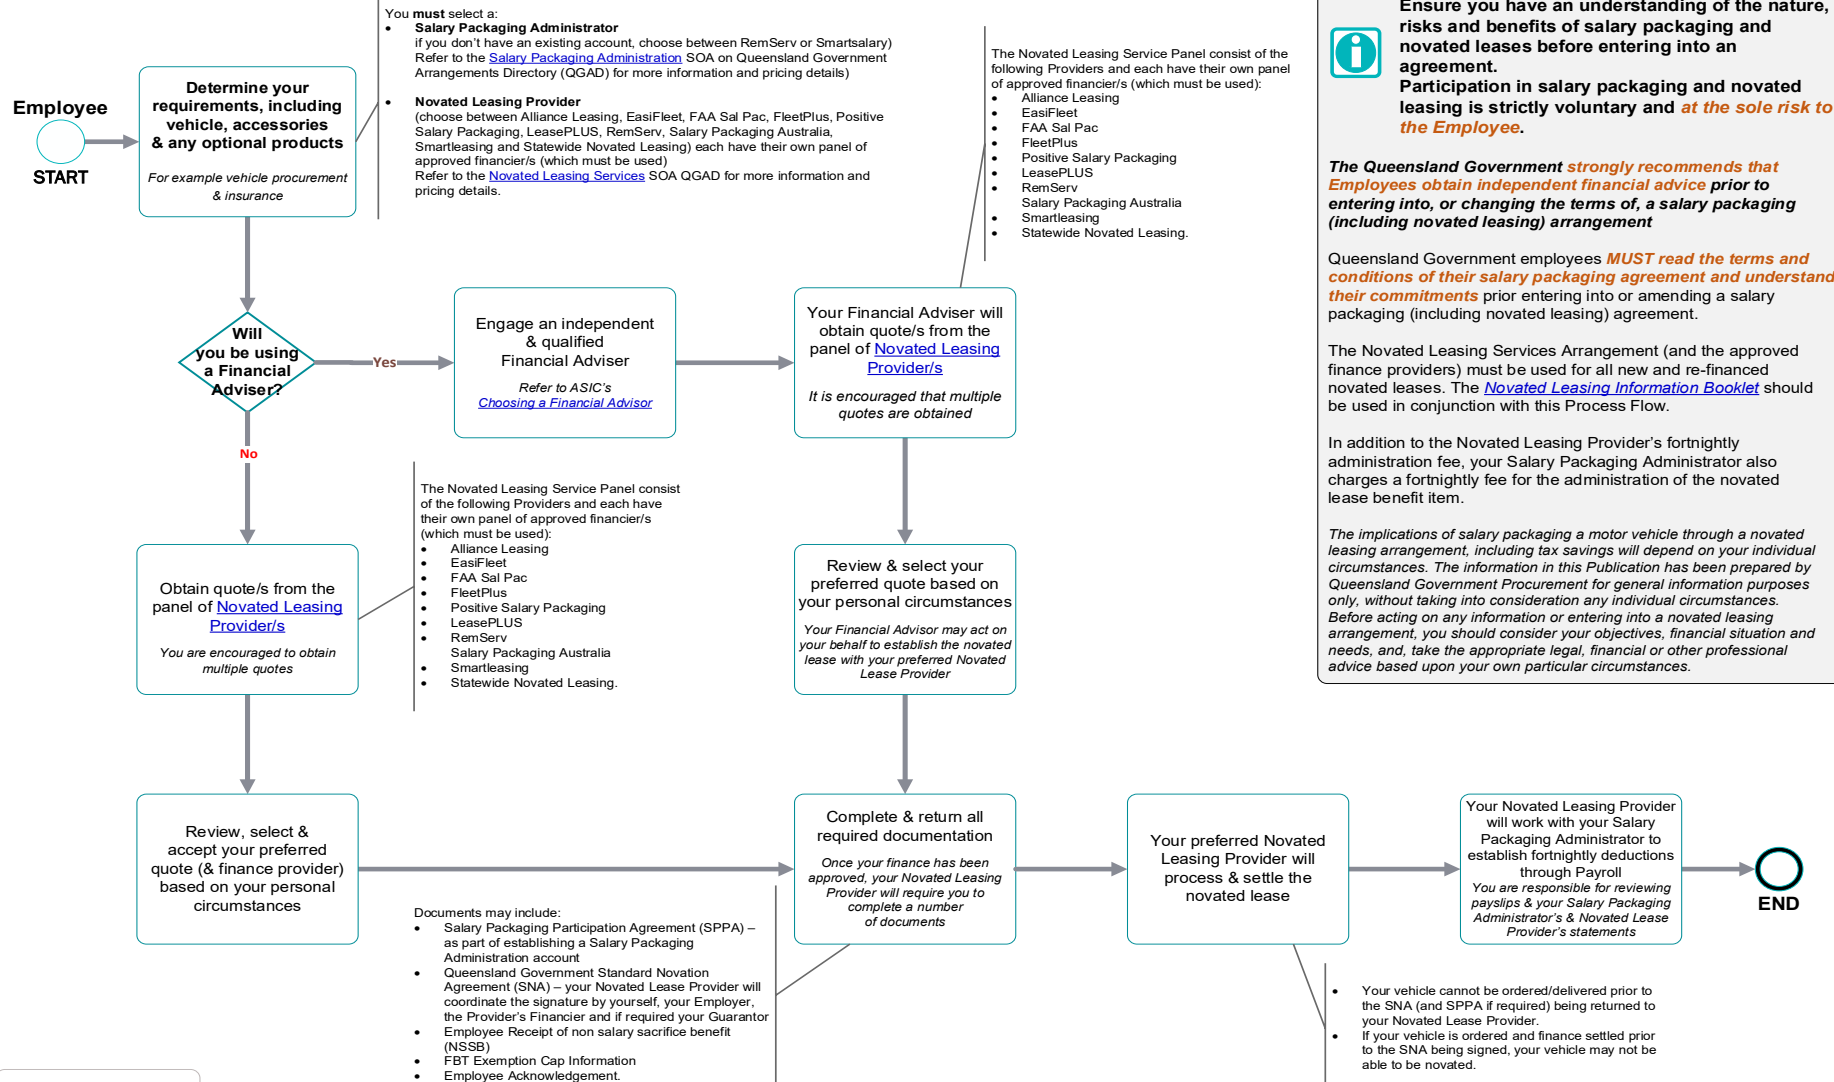 Employee
START
Determine your
requirements, including
vehicle, accessories
& any optional products
For example vehicle procurement
& insurance
You must select a:
• Salary Packaging Administrator
if you don't have an existing account, choose between RemServ or Smartsalary)
Refer to the Salary Packaging Administration SOA on Queensland Government
Arrangements Directory (QGAD) for more information and pricing details)
• Novated Leasing Provider
(choose between Alliance Leasing, EasiFleet, FAA Sal Pac, FleetPlus, Positive
Salary Packaging, LeasePLUS, RemServ, Salary Packaging Australia,
Smartleasing and Statewide Novated Leasing) each have their own panel of
approved financier/s (which must be used)
Refer to the Novated Leasing Services SOA QGAD for more information and
pricing details.
The Novated Leasing Service Panel consist of the
following Providers and each have their own panel
of approved financier/s (which must be used):
• Alliance Leasing
• EasiFleet
• FAA Sal Pac
• FleetPlus
• Positive Salary Packaging
• LeasePLUS
• RemServ
Salary Packaging Australia
• Smartleasing
• Statewide Novated Leasing.
Ensure you have an understanding of the nature,
risks and benefits of salary packaging and
novated leases before entering into an
agreement.
Participation in salary packaging and novated
leasing is strictly voluntary and at the sole risk to
the Employee.
The Queensland Government strongly recommends that
Employees obtain independent financial advice prior to
entering into, or changing the terms of, a salary packaging
(including novated leasing) arrangement
Queensland Government employees MUST read the terms and
conditions of their salary packaging agreement and understand
their commitments prior entering into or amending a salary
packaging (including novated leasing) agreement.
The Novated Leasing Services Arrangement (and the approved
finance providers) must be used for all new and re-financed
novated leases. The Novated Leasing Information Booklet should
be used in conjunction with this Process Flow.
In addition to the Novated Leasing Provider's fortnightly
administration fee, your Salary Packaging Administrator also
charges a fortnightly fee for the administration of the novated
lease benefit item.
The implications of salary packaging a motor vehicle through a novated
leasing arrangement, including tax savings will depend on your individual
circumstances. The information in this Publication has been prepared by
Queensland Government Procurement for general information purposes
only, without taking into consideration any individual circumstances.
Before acting on any information or entering into a novated leasing
arrangement, you should consider your objectives, financial situation and
needs, and, take the appropriate legal, financial or other professional
advice based upon your own particular circumstances.
Will
you be using
a Financial
Adviser?
Yes
No
Engage an independent
& qualified
Financial Adviser
Refer to ASIC's
Choosing a Financial Advisor
Your Financial Adviser will
obtain quote/s from the
panel of Novated Leasing
Provider/s
It is encouraged that multiple
quotes are obtained
Obtain quote/s from the
panel of Novated Leasing
Provider/s
You are encouraged to obtain
multiple quotes
The Novated Leasing Service Panel consist
of the following Providers and each have
their own panel of approved financier/s
(which must be used):
• Alliance Leasing
• EasiFleet
• FAA Sal Pac
• FleetPlus
• Positive Salary Packaging
• LeasePLUS
• RemServ
Salary Packaging Australia
• Smartleasing
• Statewide Novated Leasing.
Review & select your
preferred quote based on
your personal circumstances
Your Financial Advisor may act on
your behalf to establish the novated
lease with your preferred Novated
Lease Provider
Review, select &
accept your preferred
quote (& finance provider)
based on your personal
circumstances
Complete & return all
required documentation
Once your finance has been
approved, your Novated Leasing
Provider will require you to
complete a number
of documents
Your preferred Novated
Leasing Provider will
process & settle the
novated lease
Your Novated Leasing Provider
will work with your Salary
Packaging Administrator to
establish fortnightly deductions
through Payroll
You are responsible for reviewing
payslips & your Salary Packaging
Administrator's & Novated Lease
Provider's statements
END
Documents may include:
• Salary Packaging Participation Agreement (SPPA) –
as part of establishing a Salary Packaging
Administration account
• Queensland Government Standard Novation
Agreement (SNA) – your Novated Lease Provider will
coordinate the signature by yourself, your Employer,
the Provider's Financier and if required your Guarantor
• Employee Receipt of non salary sacrifice benefit
(NSSB)
• FBT Exemption Cap Information
• Employee Acknowledgement.
• Your vehicle cannot be ordered/delivered prior to
the SNA (and SPPA if required) being returned to
your Novated Lease Provider.
• If your vehicle is ordered and finance settled prior
to the SNA being signed, your vehicle may not be
able to be novated.